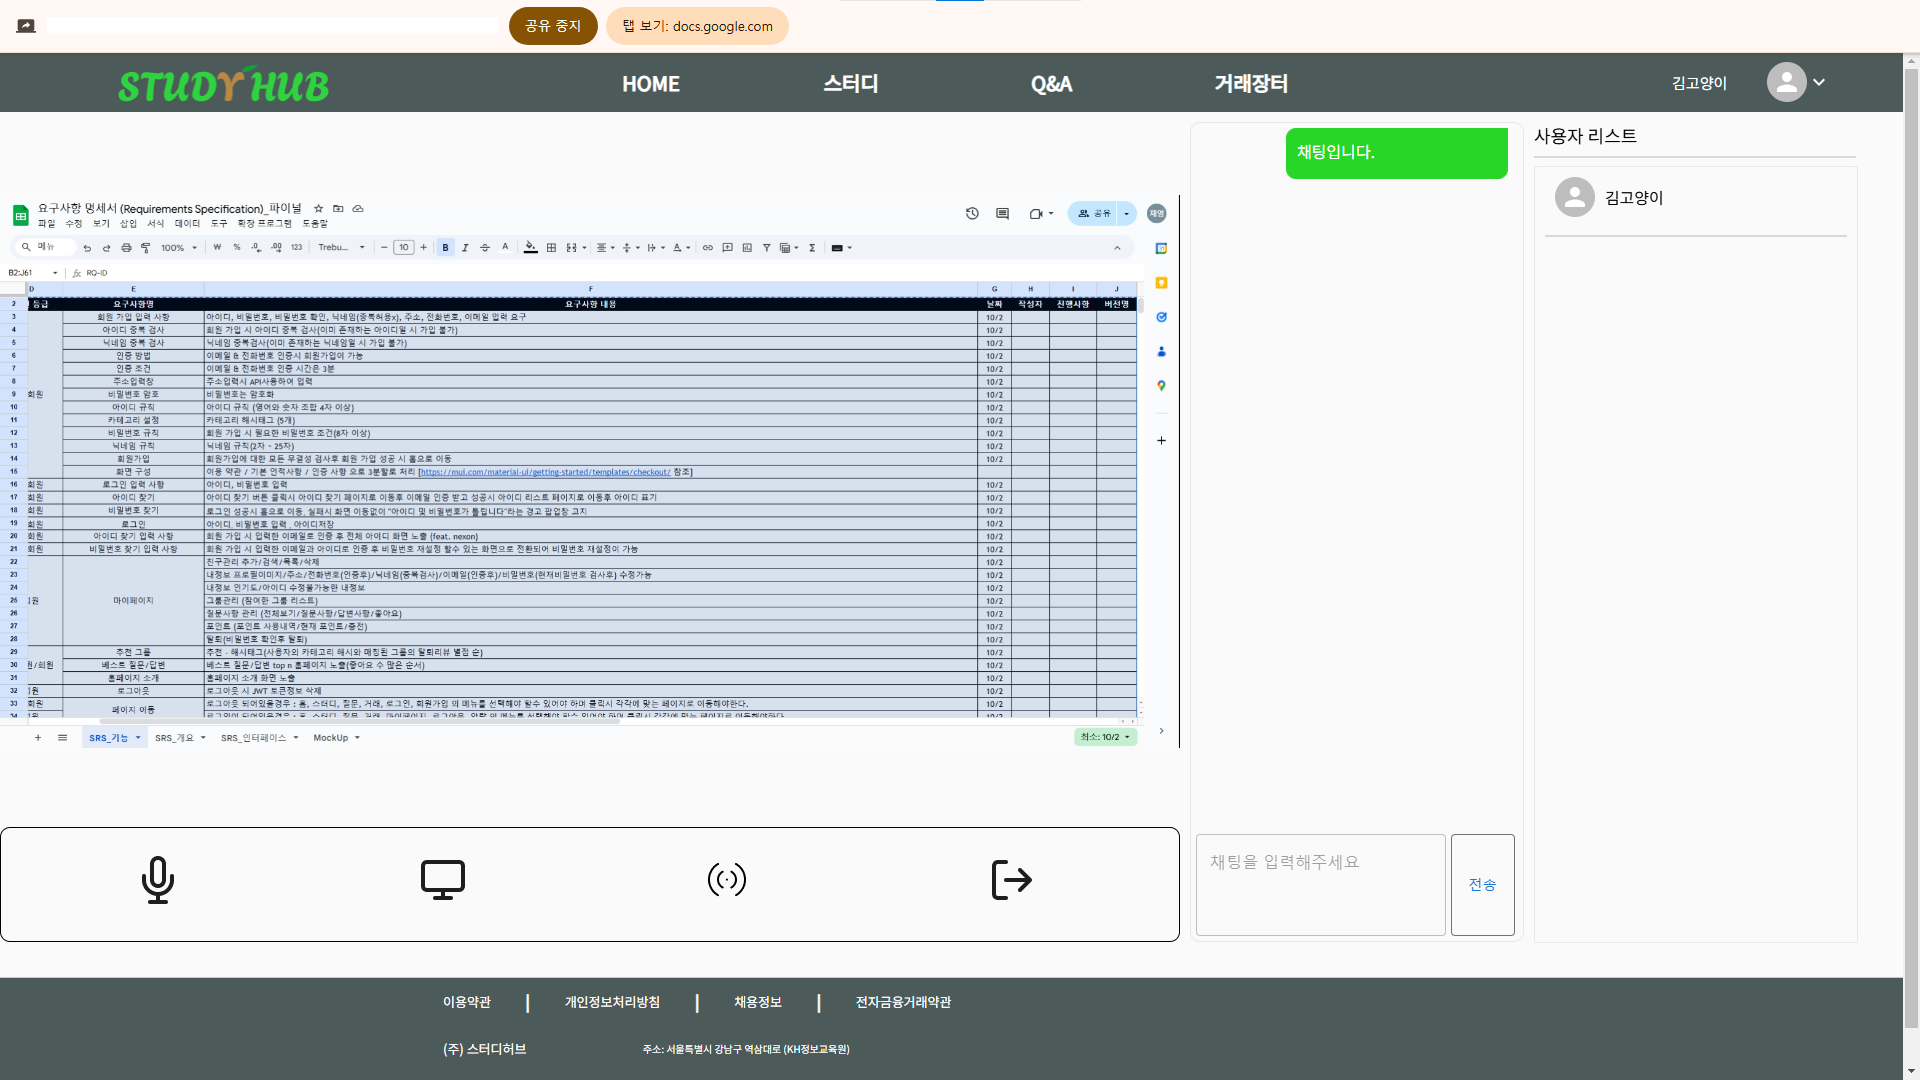 공유 중지
탭 보기: docs.google.com
STUDYHUB
HOME
스터디
Q&A
거래장터
김고양이
채팅입니다.
사용자 리스트
김고양이
요구사항 명세서 (Requirements Specification)_파이널
파일 수정 보기 삽입 서식 데이터 도구 확장 프로그램 도움말
공유
재영
메뉴
100% ₩ % .0 .00 123 Trebu... 10 B I S A
B2:J61 fx RQ-ID
D E F G H I J
2 등급 요구사항명 요구사항 내용 날짜 작성자 진행사항 버전명
3 회원 가입 입력 사항 아이디, 비밀번호, 비밀번호 확인, 닉네임(중복허용x), 주소, 전화번호, 이메일 입력 요구 10/2
4 아이디 중복 검사 회원 가입 시 아이디 중복 검사(이미 존재하는 아이디일 시 가입 불가) 10/2
5 닉네임 중복 검사 닉네임 중복검사(이미 존재하는 닉네임일 시 가입 불가) 10/2
6 인증 방법 이메일 & 전화번호 인증시 회원가입이 가능 10/2
7 인증 조건 이메일 & 전화번호 인증 시간은 3분 10/2
8 주소입력창 주소입력시 API사용하여 입력 10/2
9 회원 비밀번호 암호 비밀번호는 암호화 10/2
10 아이디 규칙 아이디 규칙 (영어와 숫자 조합 4자 이상) 10/2
11 카테고리 설정 카테고리 해시태그 (5개) 10/2
12 비밀번호 규칙 회원 가입 시 필요한 비밀번호 조건(8자 이상) 10/2
13 닉네임 규칙 닉네임 규칙(2자 ~ 25자) 10/2
14 회원가입 회원가입에 대한 모든 무결성 검사후 회원 가입 성공 시 홈으로 이동 10/2
15 화면 구성 이용 약관 / 기본 인적사항 / 인증 사항 으로 3분할로 처리 [https://mui.com/material-ui/getting-started/templates/checkout/ 참조]
16 회원 로그인 입력 사항 아이디, 비밀번호 입력 10/2
17 회원 아이디 찾기 아이디 찾기 버튼 클릭시 아이디 찾기 페이지로 이동후 이메일 인증 받고 성공시 아이디 리스트 페이지로 이동후 아이디 표기 10/2
18 회원 비밀번호 찾기 로그인 성공시 홈으로 이동, 실패시 화면 이동없이 "아이디 및 비밀번호가 틀립니다"라는 경고 팝업창 고지 10/2
19 회원 로그인 아이디, 비밀번호 입력 , 아이디저장 10/2
20 회원 아이디 찾기 입력 사항 회원 가입 시 입력한 이메일로 인증 후 전체 아이디 화면 노출 (feat. nexon) 10/2
21 회원 비밀번호 찾기 입력 사항 회원 가입 시 입력한 이메일과 아이디로 인증 후 비밀번호 재설정 할수 있는 화면으로 전환되어 비밀번호 재설정이 가능 10/2
22 친구관리 추가/검색/목록/삭제 10/2
23 내정보 프로필이미지/주소/전화번호(인증후)/닉네임(중복검사)/이메일(인증후)/비밀번호(현재비밀번호 검사후) 수정가능 10/2
24 내정보 인기도/아이디 수정불가능한 내정보 10/2
25 마이페이지 그룹관리 (참여한 그룹 리스트) 10/2
26 질문사항 관리 (전체보기/질문사항/답변사항/좋아요) 10/2
27 포인트 (포인트 사용내역/현재 포인트/충전) 10/2
28 탈퇴(비밀번호 확인후 탈퇴) 10/2
29 추천 그룹 추천 - 해시태그(사용자의 카테고리 해시와 매칭된 그룹의 탈퇴리뷰 별점 순) 10/2
30 원/회원 베스트 질문/답변 베스트 질문/답변 top n 홈페이지 노출(좋아요 수 많은 순서) 10/2
31 홈페이지 소개 홈페이지 소개 화면 노출 10/2
32 로그아웃 로그아웃 시 JWT 토큰정보 삭제 10/2
33 회원 페이지 이동 로그아웃 되어있을경우 : 홈, 스터디, 질문, 거래, 로그인, 회원가입 의 메뉴를 선택해야 할수 있어야 하며 클릭시 각각에 맞는 페이지로 이동해야한다. 10/2
SRS_기능 SRS_개요 SRS_인터페이스 MockUp
최소: 10/2
채팅을 입력해주세요
전송
이용약관 | 개인정보처리방침 | 채용정보 | 전자금융거래약관
(주) 스터디허브 주소: 서울특별시 강남구 역삼대로 (KH정보교육원)